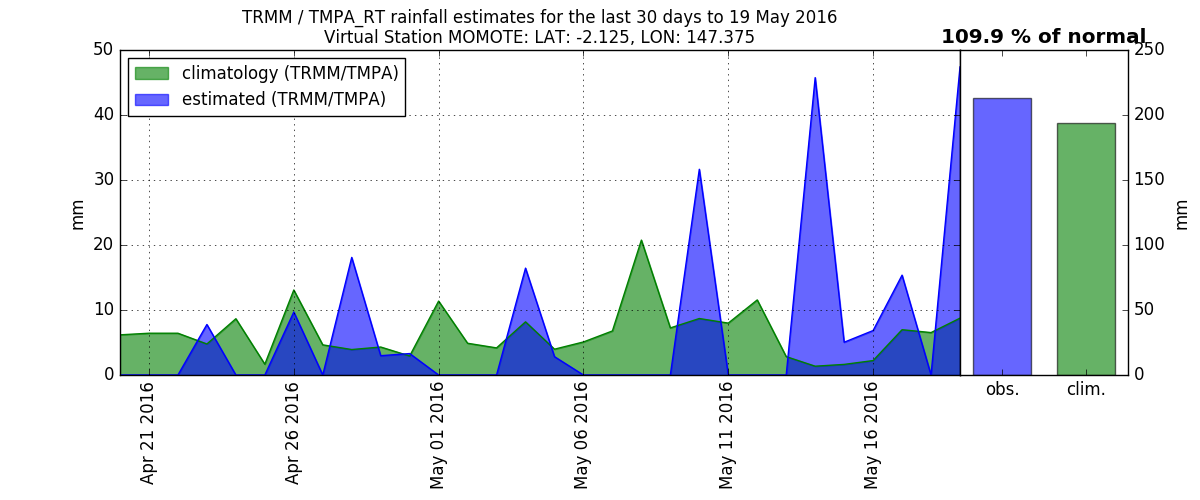 TRMM / TMPA_RT rainfall estimates for the last 30 days to 19 May 2016
Virtual Station MOMOTE: LAT: -2.125, LON: 147.375
109.9 % of normal
climatology (TRMM/TMPA)
estimated (TRMM/TMPA)
50
40
30
20
10
0
mm
250
200
150
100
50
0
mm
Apr 21 2016
Apr 26 2016
May 01 2016
May 06 2016
May 11 2016
May 16 2016
obs.
clim.